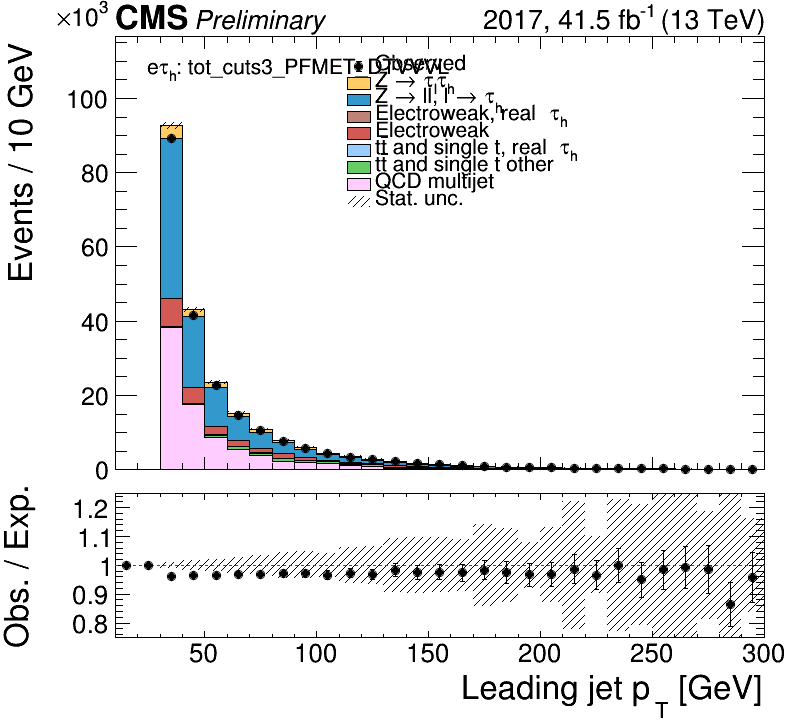 ×10³ CMS Preliminary 2017, 41.5 fb⁻¹ (13 TeV)
eτh: tot_cuts3_PFMET
Observed
Z → ττh
Z → ll, l → τh
Electroweak, real τh
Electroweak
tt̅ and single t, real τh
tt̅ and single t other
QCD multijet
Stat. unc.
Events / 10 GeV
100
80
60
40
20
0
Obs. / Exp.
1.2
1.1
1
0.9
0.8
50 100 150 200 250 300
Leading jet pT [GeV]